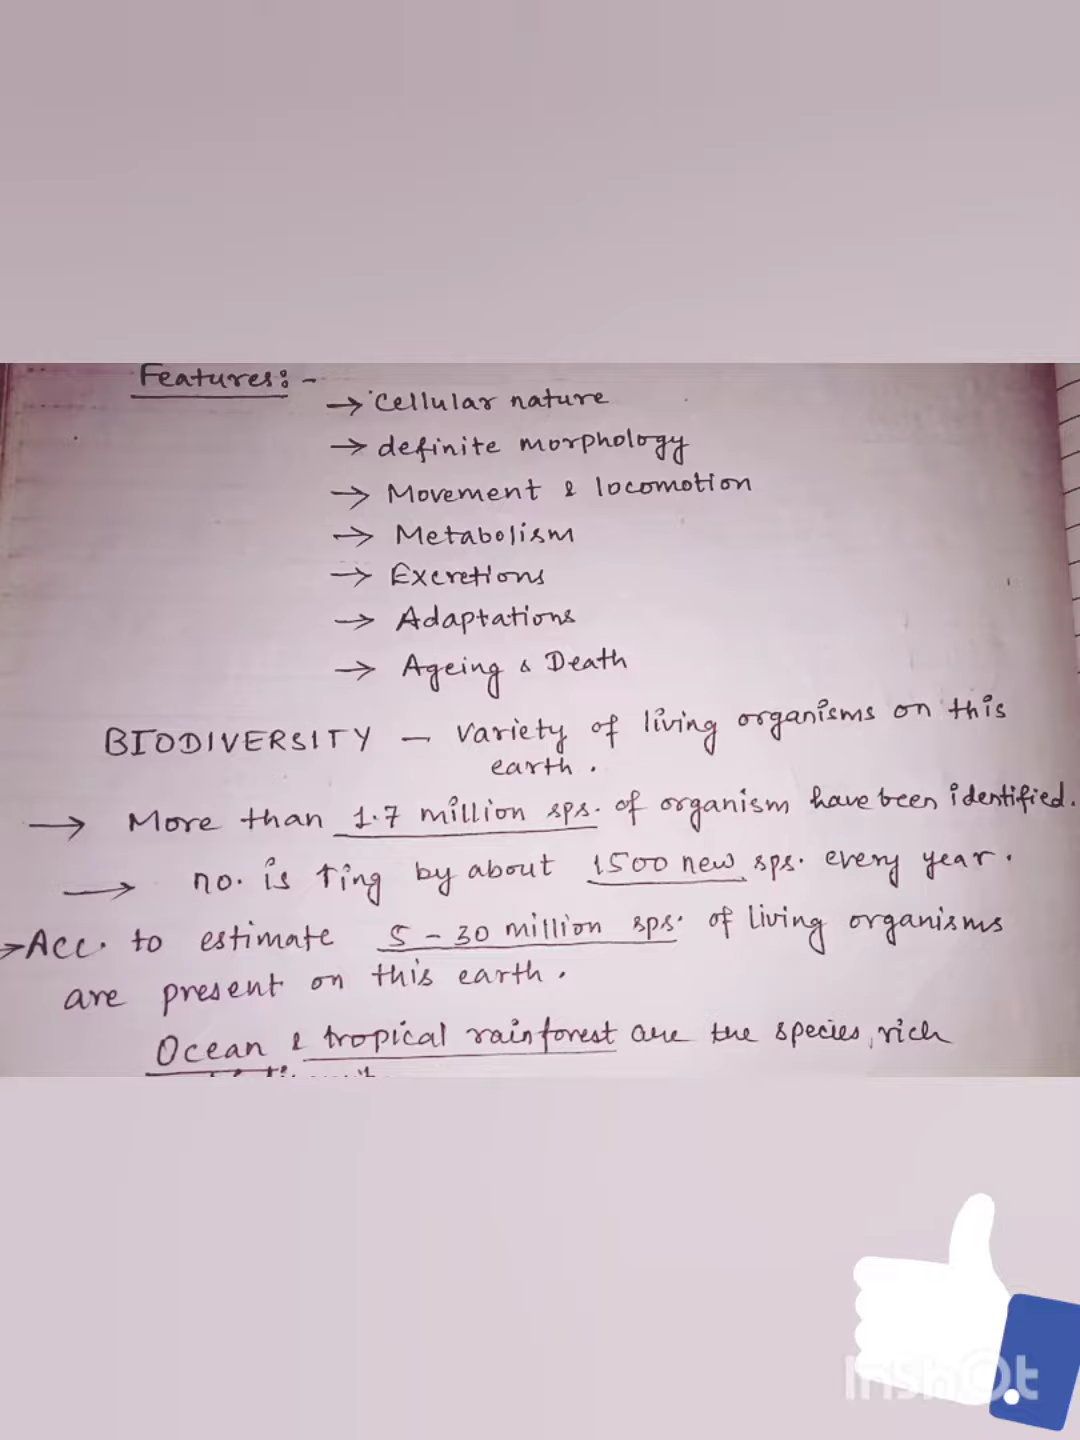 Features:-
→ cellular nature
→ definite morphology
→ Movement & locomotion
→ Metabolism
→ Excretions
→ Adaptations
→ Ageing & Death
BIODIVERSITY — Variety of living organisms on this
earth.
→ More than 1.7 million sps. of organism have been identified.
→ no. is ↑ing by about 1500 new sps. every year.
→ Acc. to estimate 5-30 million sps. of living organisms
are present on this earth.
Ocean & tropical rainforest are the species, rich
InShOt